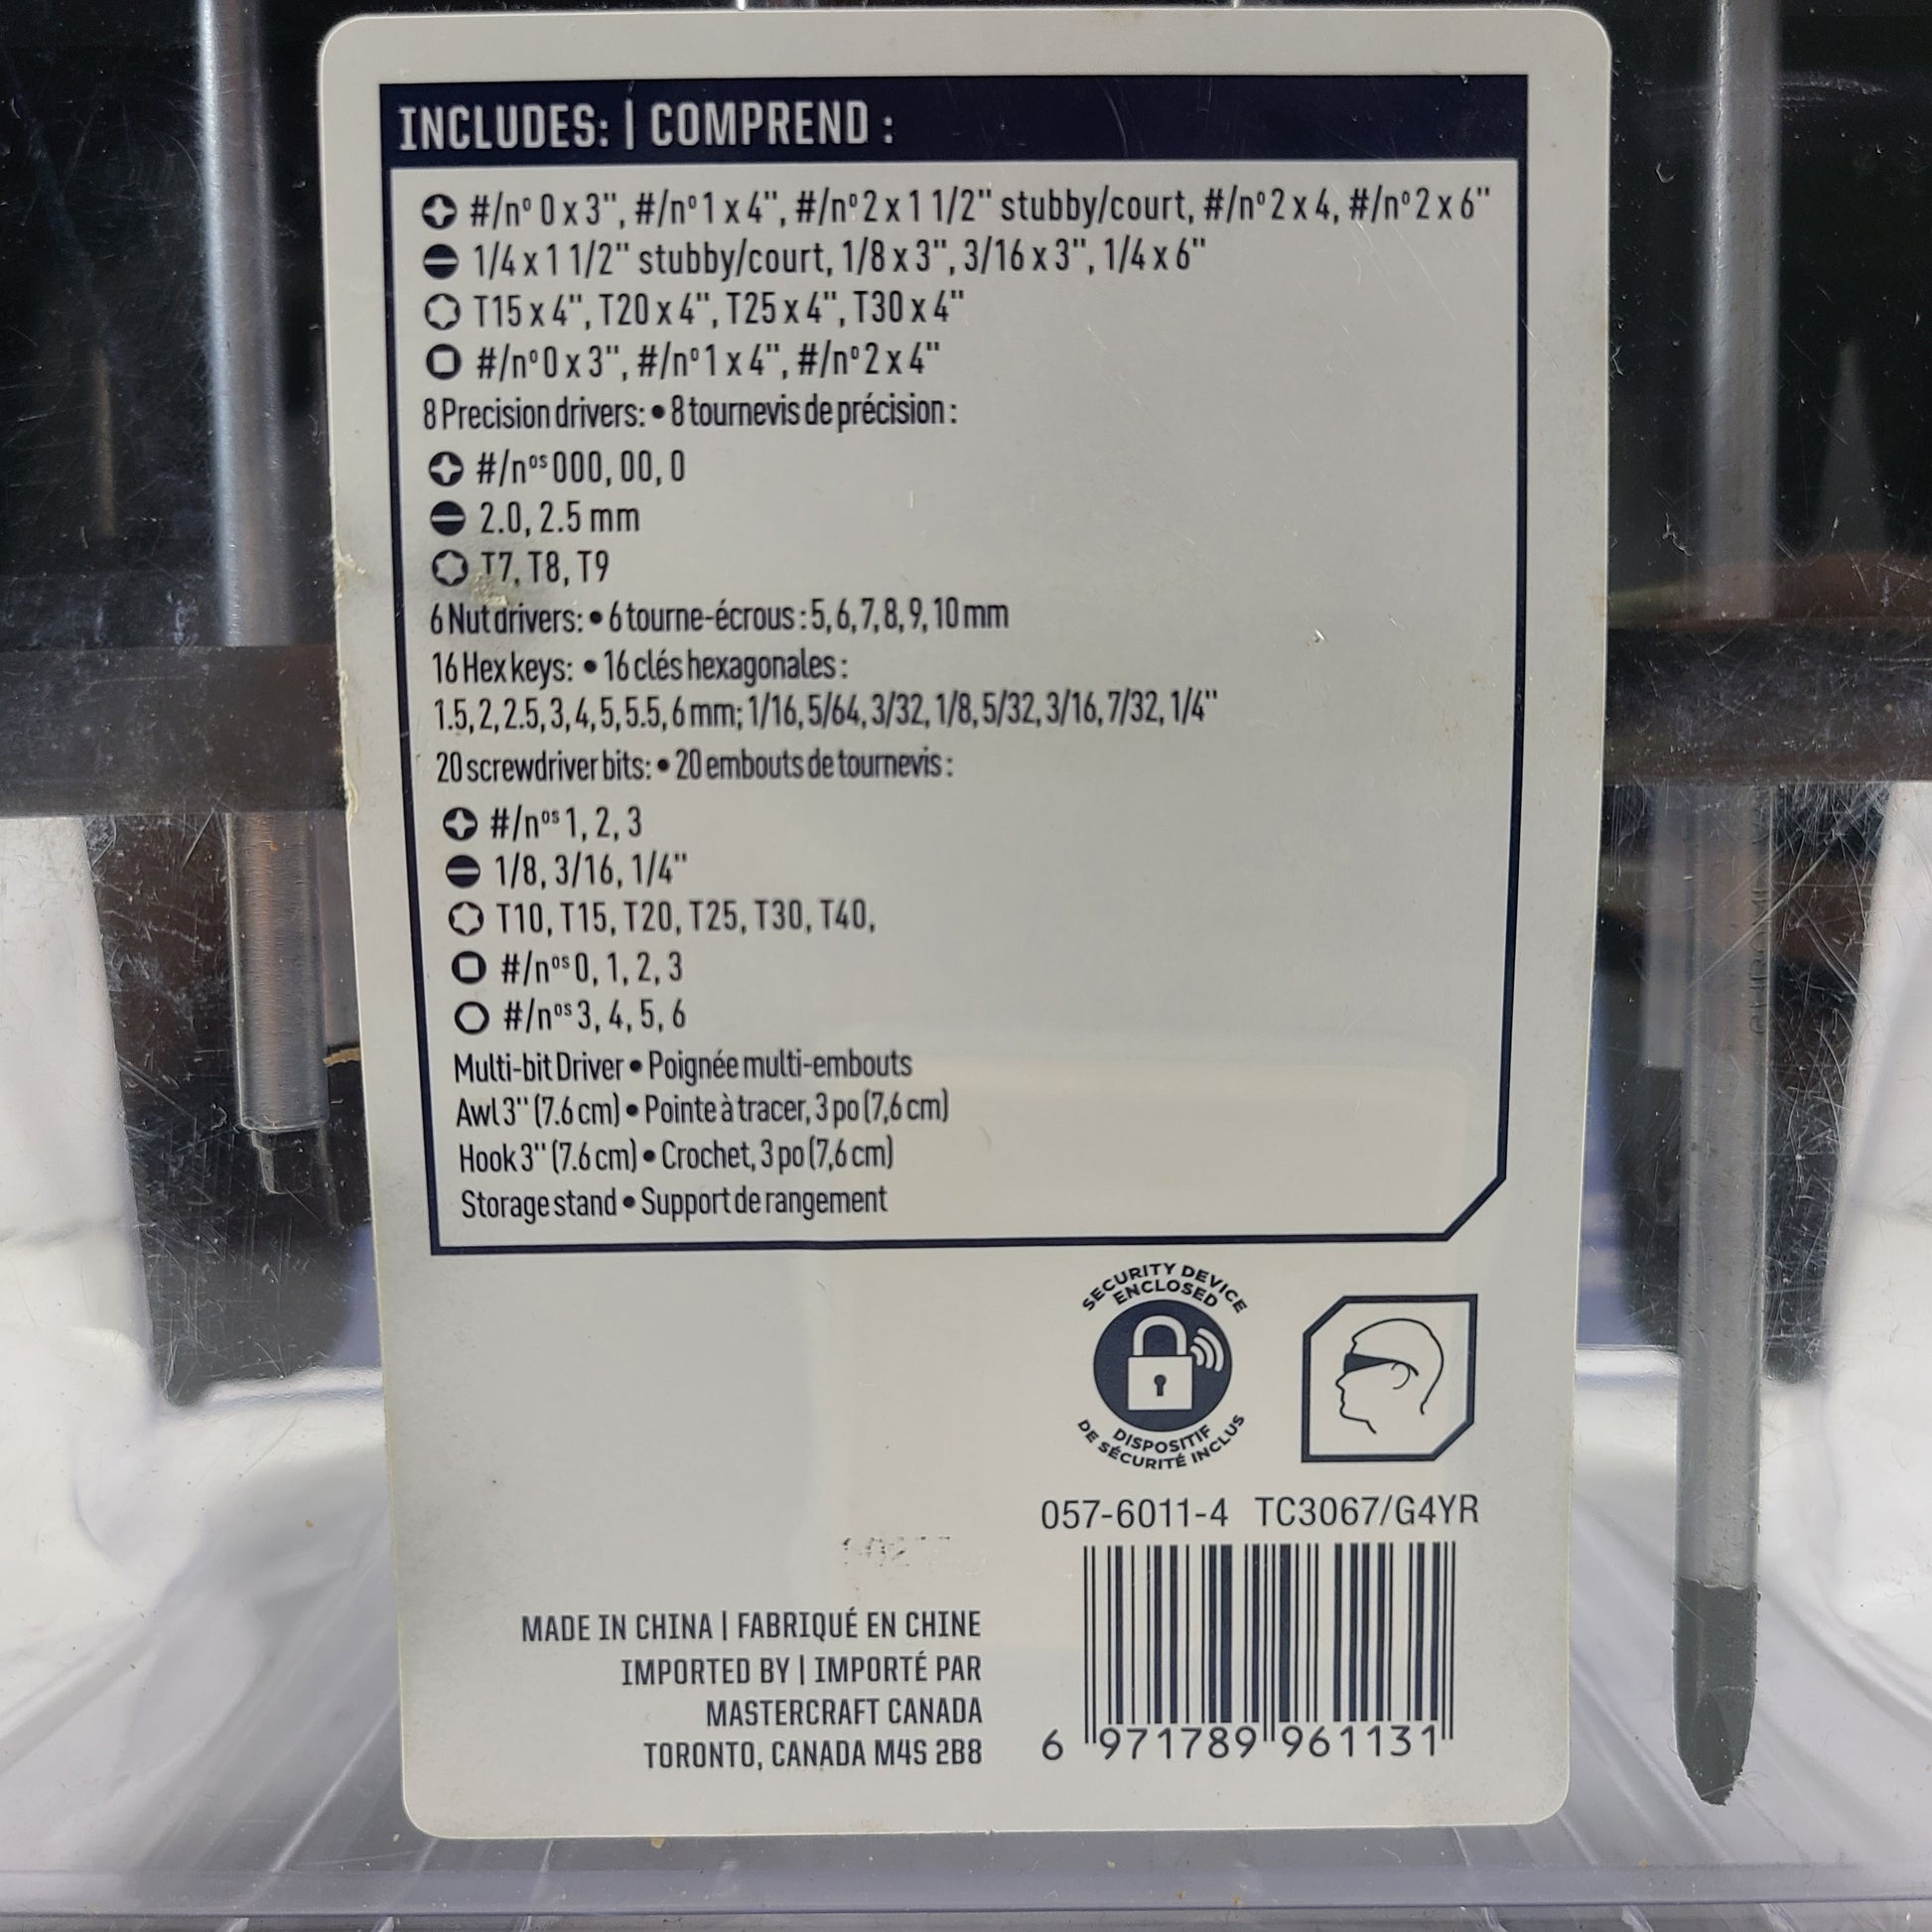 INCLUDES: | COMPREND :
#/nº 0 x 3", #/nº 1 x 4", #/nº 2 x 1 1/2" stubby/court, #/nº 2 x 4, #/nº 2 x 6"
1/4 x 1 1/2" stubby/court, 1/8 x 3", 3/16 x 3", 1/4 x 6"
T15 x 4", T20 x 4", T25 x 4", T30 x 4"
#/nº 0 x 3", #/nº 1 x 4", #/nº 2 x 4"
8 Precision drivers: • 8 tournevis de précision :
#/nºˢ 000, 00, 0
2.0, 2.5 mm
T7, T8, T9
6 Nut drivers: • 6 tourne-écrous : 5, 6, 7, 8, 9, 10 mm
16 Hex keys: • 16 clés hexagonales :
1.5, 2, 2.5, 3, 4, 5, 5.5, 6 mm; 1/16, 5/64, 3/32, 1/8, 5/32, 3/16, 7/32, 1/4"
20 screwdriver bits: • 20 embouts de tournevis :
#/nºˢ 1, 2, 3
1/8, 3/16, 1/4"
T10, T15, T20, T25, T30, T40,
#/nºˢ 0, 1, 2, 3
#/nºˢ 3, 4, 5, 6
Multi-bit Driver • Poignée multi-embouts
Awl 3" (7.6 cm) • Pointe à tracer, 3 po (7,6 cm)
Hook 3" (7.6 cm) • Crochet, 3 po (7,6 cm)
Storage stand • Support de rangement
SECURITY DEVICE
ENCLOSED
DISPOSITIF
DE SÉCURITÉ INCLUS
057-6011-4 TC3067/G4YR
MADE IN CHINA | FABRIQUÉ EN CHINE
IMPORTED BY | IMPORTÉ PAR
MASTERCRAFT CANADA
TORONTO, CANADA M4S 2B8
6 971789 961131